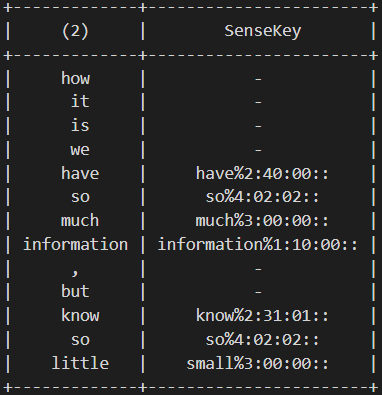 +-------------+------------------------+
|     (2)     |        SenseKey        |
+-------------+------------------------+
|     how     |           -            |
|      it     |           -            |
|      is     |           -            |
|      we     |           -            |
|     have    |     have%2:40:00::     |
|      so     |      so%4:02:02::      |
|     much    |     much%3:00:00::     |
| information | information%1:10:00:: |
|      ,      |           -            |
|     but     |           -            |
|     know    |     know%2:31:01::     |
|      so     |      so%4:02:02::      |
|    little   |    small%3:00:00::     |
+-------------+------------------------+